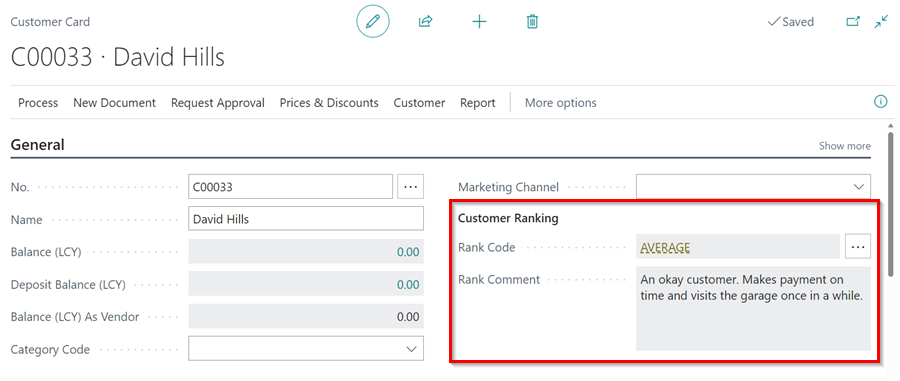 Customer Card
Saved
C00033 · David Hills
Process New Document Request Approval Prices & Discounts Customer Report More options
General
Show more
No. C00033
Name David Hills
Balance (LCY) 0.00
Deposit Balance (LCY) 0.00
Balance (LCY) As Vendor 0.00
Category Code
Marketing Channel
Customer Ranking
Rank Code AVERAGE
Rank Comment An okay customer. Makes payment on
time and visits the garage once in a while.